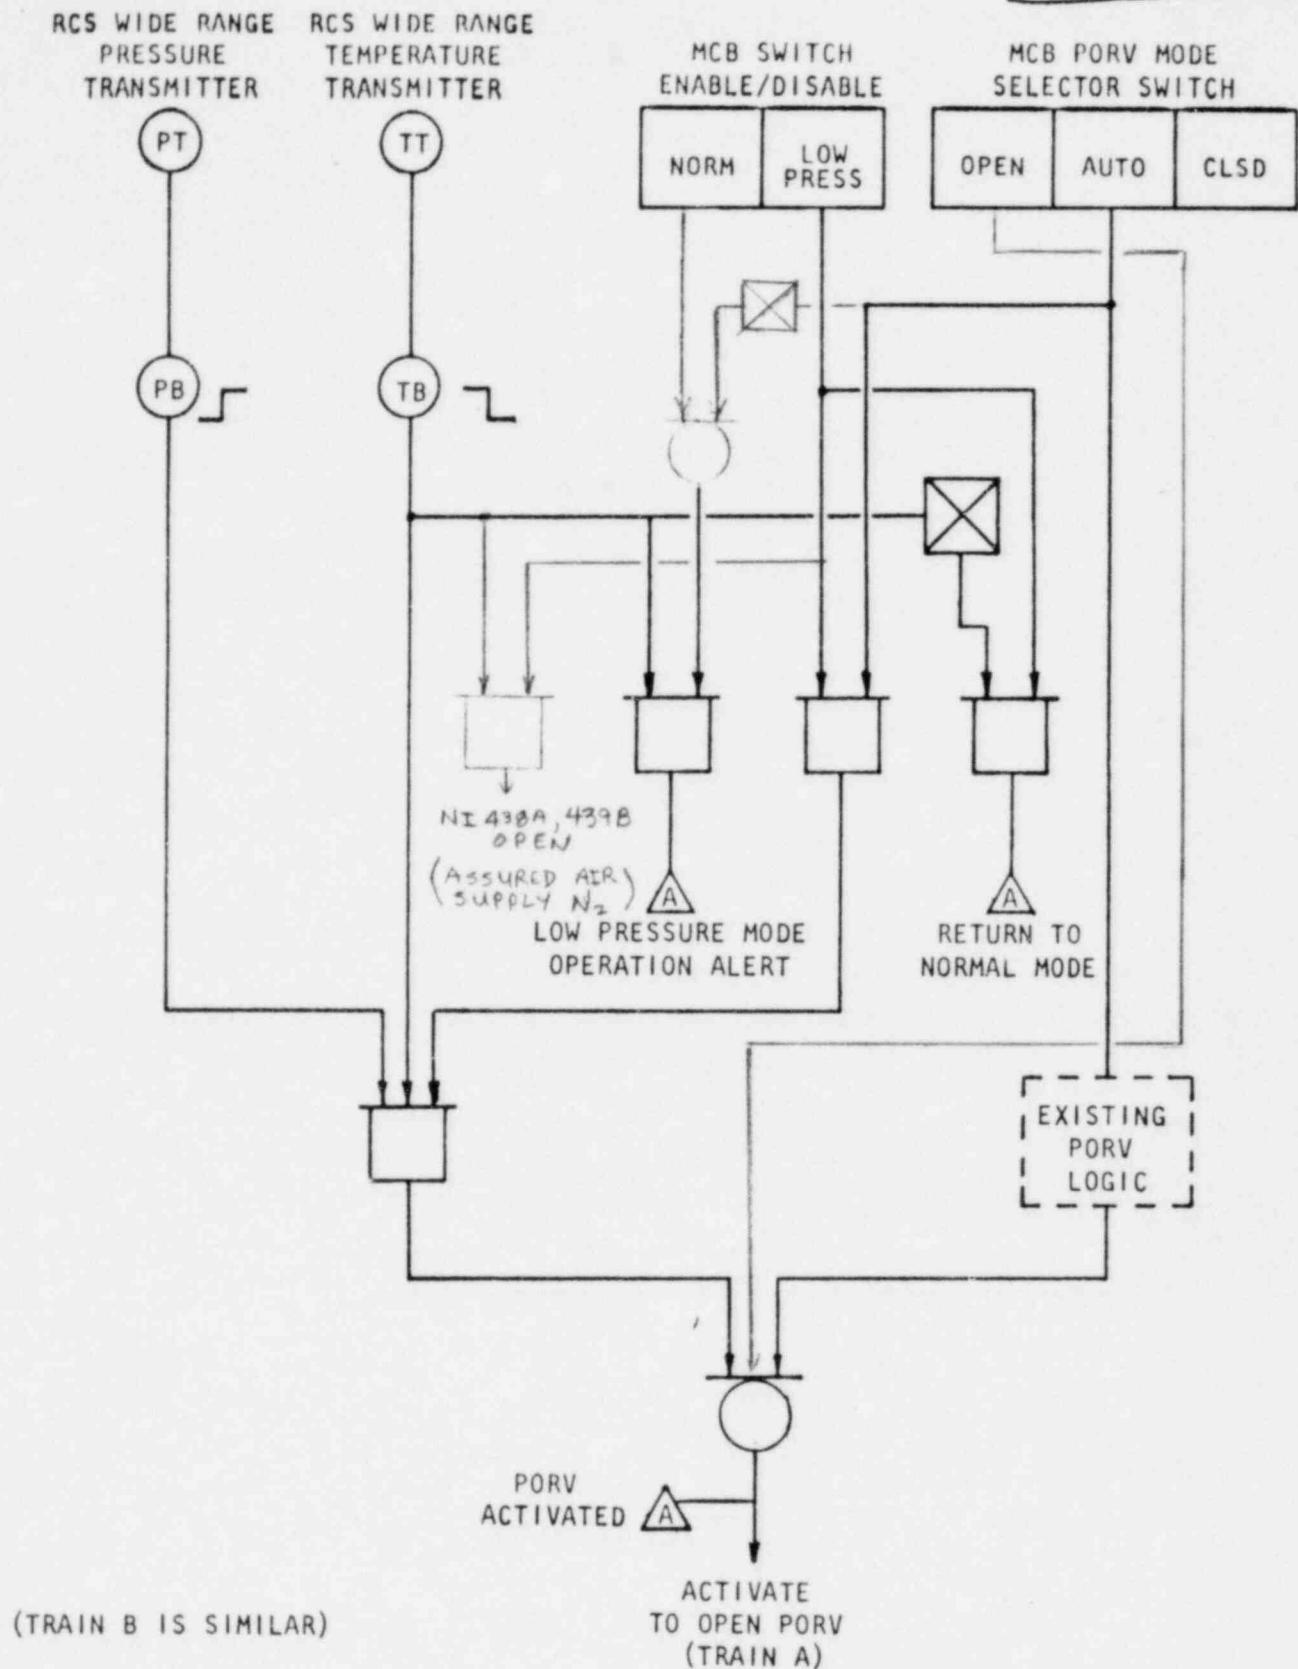 RCS WIDE RANGE
PRESSURE
TRANSMITTER
RCS WIDE RANGE
TEMPERATURE
TRANSMITTER
MCB SWITCH
ENABLE/DISABLE
MCB PORV MODE
SELECTOR SWITCH
PT
TT
NORM
LOW
PRESS
OPEN
AUTO
CLSD
PB
TB
NI 438A, 439B
OPEN
(ASSURED AIR
SUPPLY N2)
A
LOW PRESSURE MODE
OPERATION ALERT
A
RETURN TO
NORMAL MODE
EXISTING
PORV
LOGIC
PORV
ACTIVATED
A
ACTIVATE
TO OPEN PORV
(TRAIN A)
(TRAIN B IS SIMILAR)